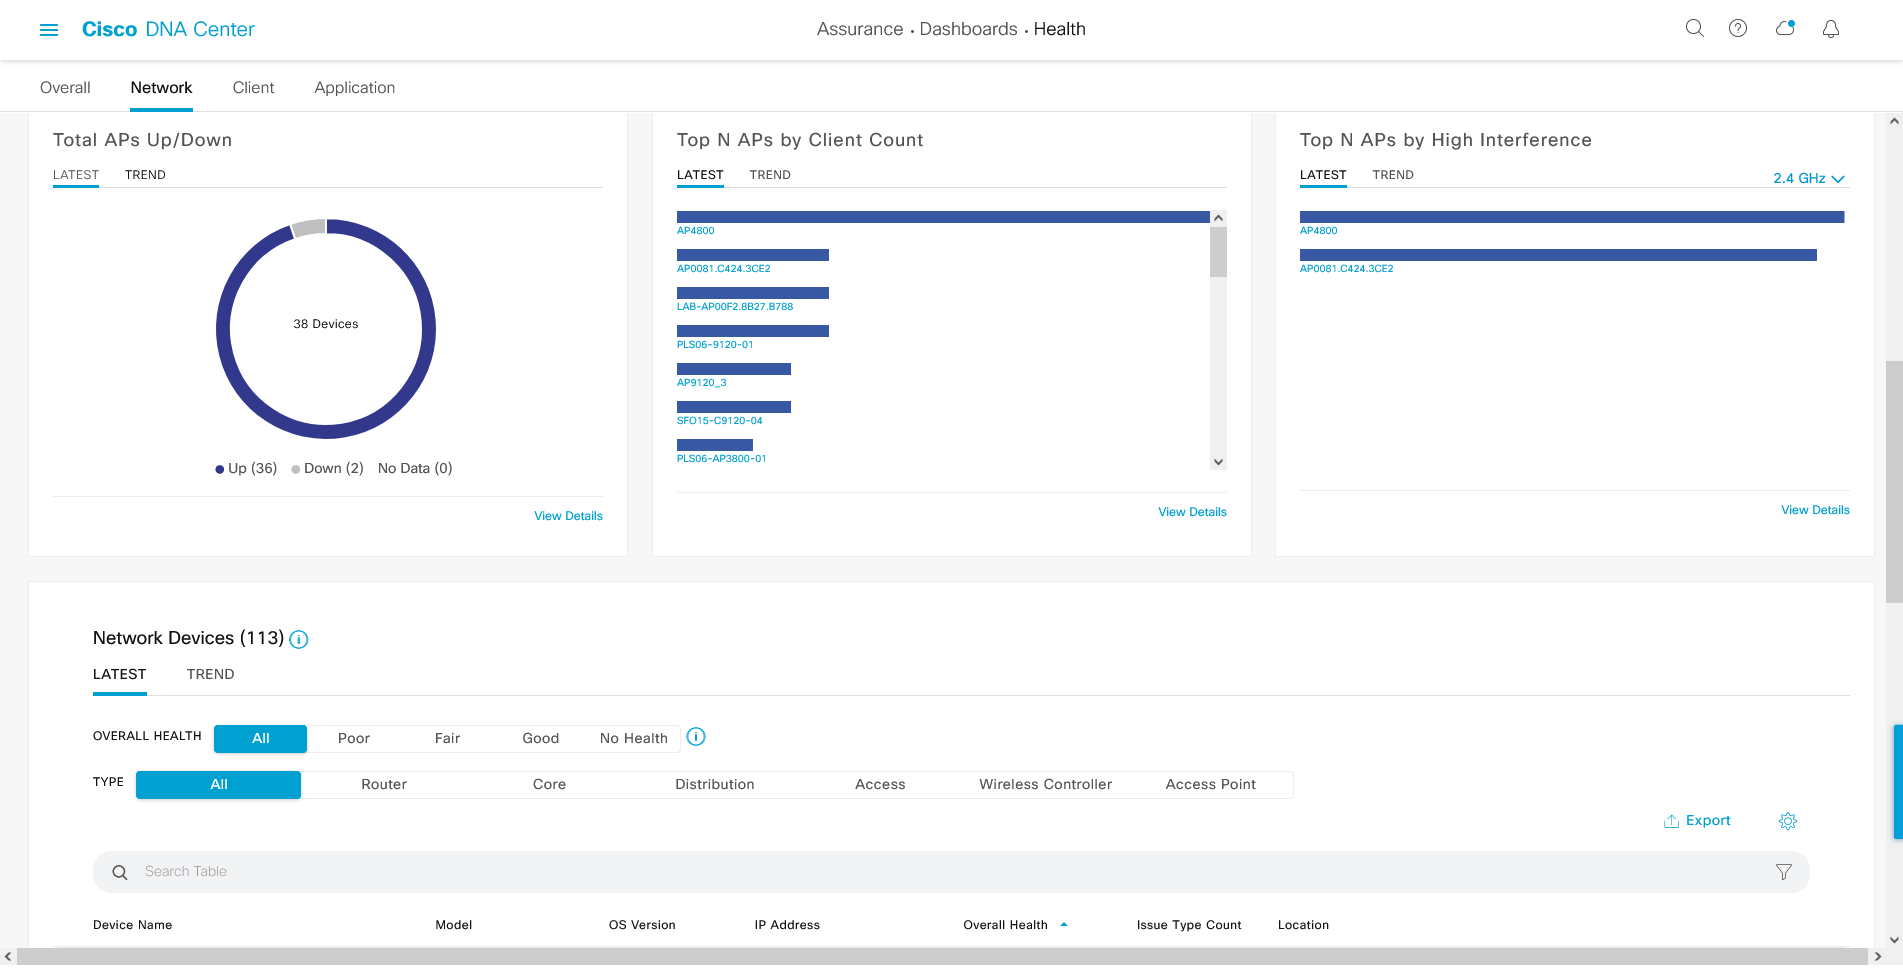 Cisco DNA Center
Assurance · Dashboards · Health
Overall
Network
Client
Application
Total APs Up/Down
LATEST
TREND
38 Devices
Up (36)
Down (2)
No Data (0)
View Details
Top N APs by Client Count
LATEST
TREND
AP4800
AP0081.C424.3CE2
LAB-AP00F2.8B27.B788
PLS06-9120-01
AP9120_3
SFO15-C9120-04
PLS06-AP3800-01
View Details
Top N APs by High Interference
LATEST
TREND
2.4 GHz
AP4800
AP0081.C424.3CE2
View Details
Network Devices (113)
LATEST
TREND
OVERALL HEALTH
All
Poor
Fair
Good
No Health
TYPE
All
Router
Core
Distribution
Access
Wireless Controller
Access Point
Export
Search Table
Device Name
Model
OS Version
IP Address
Overall Health
Issue Type Count
Location